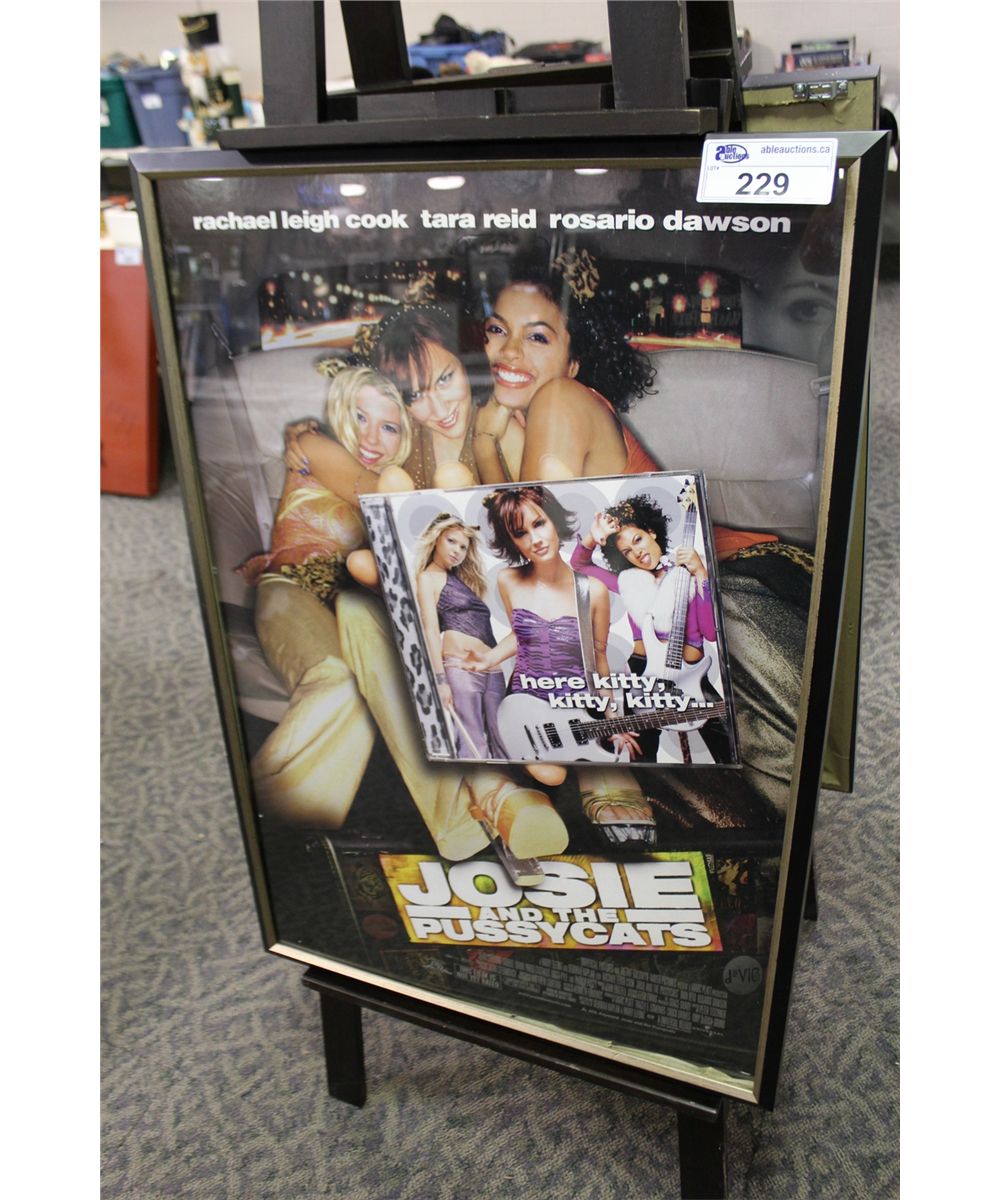 able auctions ableauctions.ca
LOT# 229
rachael leigh cook tara reid rosario dawson
here kitty,
kitty, kitty...
JOSIE
AND THE
PUSSYCATS